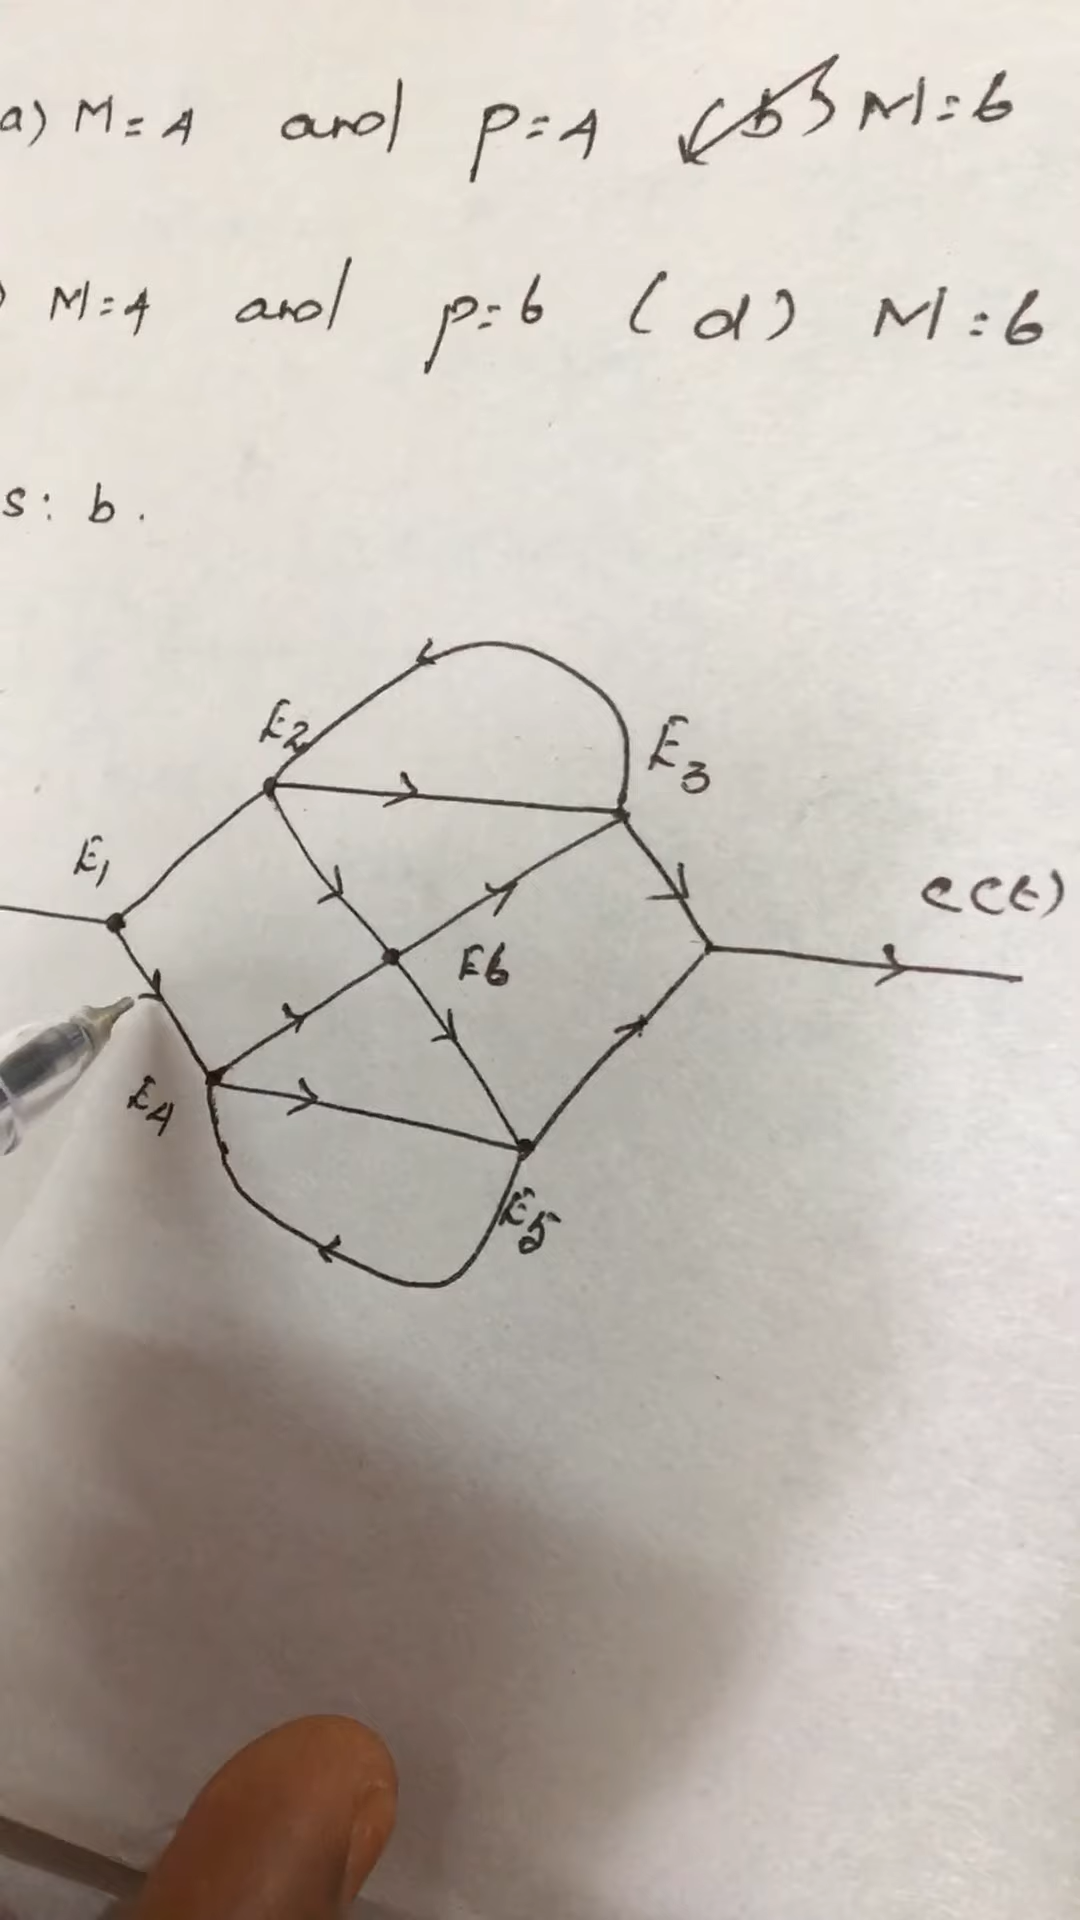 a) M=4 and p=4 (b) M=6
) M=4 and p=6 (d) M=6
s: b.
E2
E3
E1
c(t)
E6
E4
E5